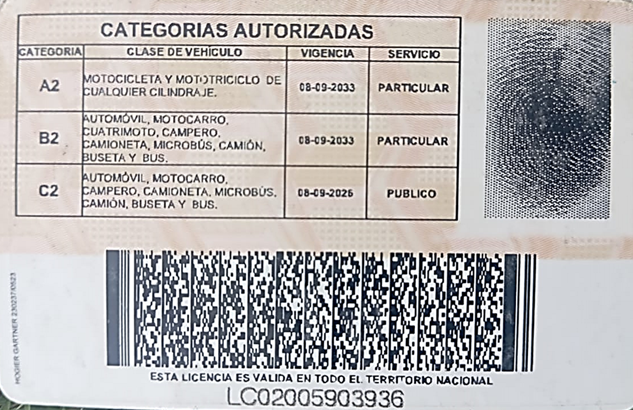 CATEGORIAS AUTORIZADAS
CATEGORIA CLASE DE VEHÍCULO VIGENCIA SERVICIO
A2 MOTOCICLETA Y MOTOTRICICLO DE CUALQUIER CILINDRAJE. 08-09-2033 PARTICULAR
B2 AUTOMÓVIL, MOTOCARRO, CUATRIMOTO, CAMPERO, CAMIONETA, MICROBÚS, CAMIÓN, BUSETA Y BUS. 08-09-2033 PARTICULAR
C2 AUTOMÓVIL, MOTOCARRO, CAMPERO, CAMIONETA, MICROBÚS, CAMIÓN, BUSETA Y BUS. 08-09-2026 PUBLICO
ESTA LICENCIA ES VALIDA EN TODO EL TERRITORIO NACIONAL
LC02005903936